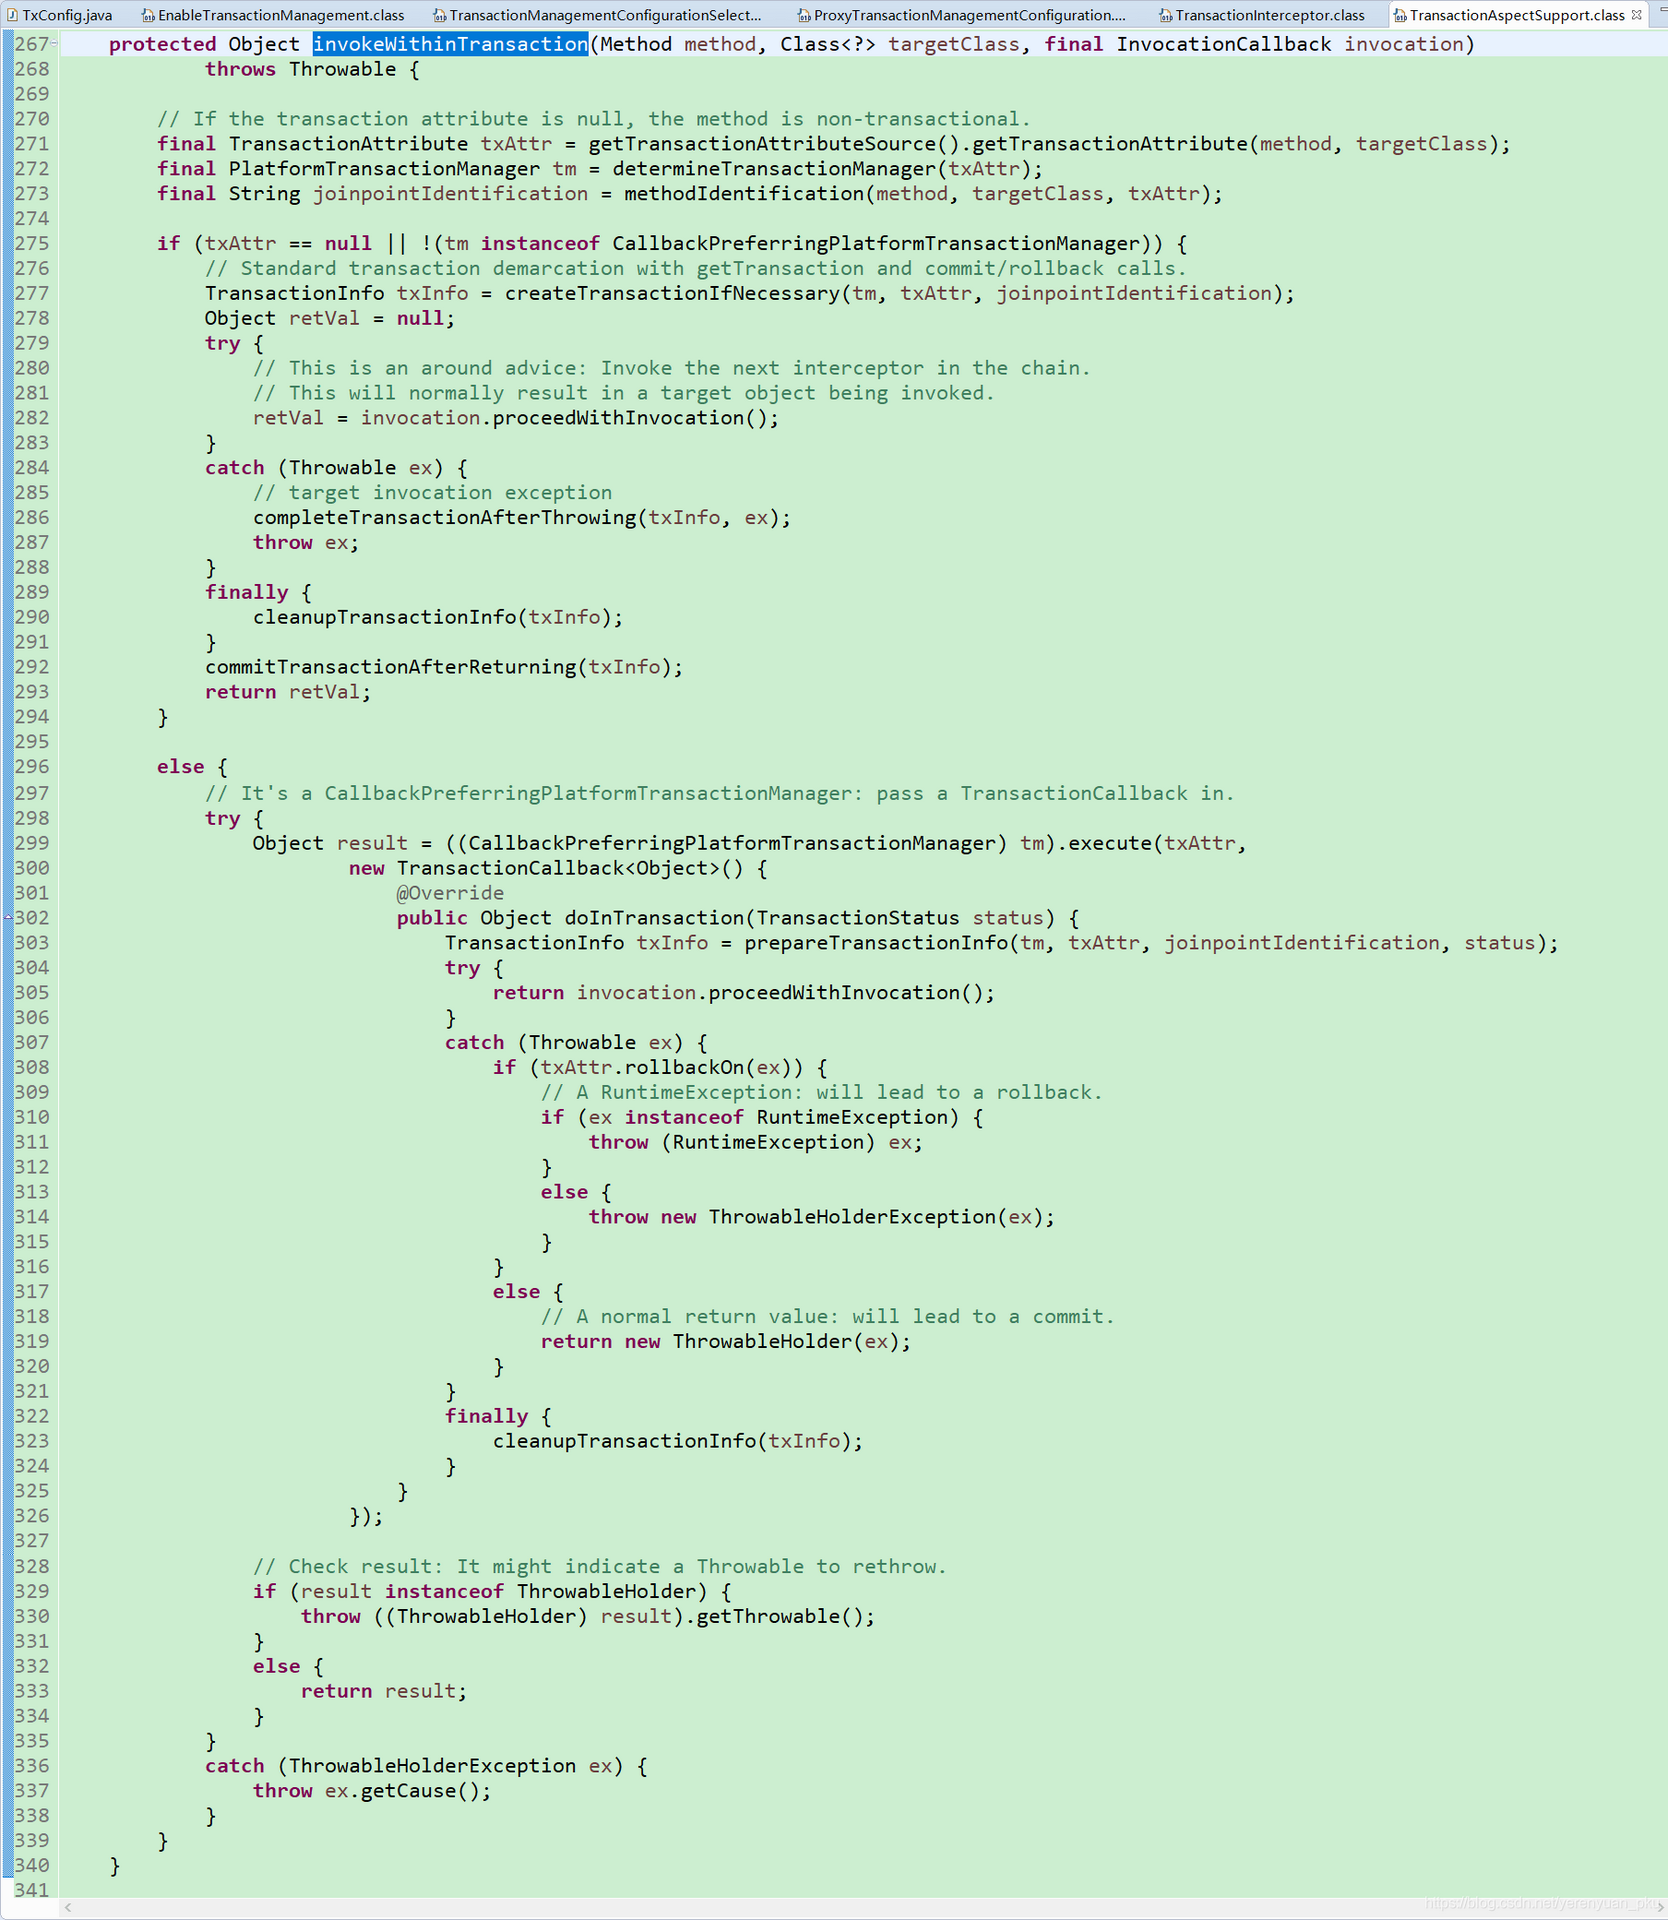 TxConfig.java EnableTransactionManagement.class TransactionManagementConfigurationSelect... ProxyTransactionManagementConfiguration.... TransactionInterceptor.class TransactionAspectSupport.class
267 protected Object invokeWithinTransaction(Method method, Class<?> targetClass, final InvocationCallback invocation)
268 throws Throwable {
269
270 // If the transaction attribute is null, the method is non-transactional.
271 final TransactionAttribute txAttr = getTransactionAttributeSource().getTransactionAttribute(method, targetClass);
272 final PlatformTransactionManager tm = determineTransactionManager(txAttr);
273 final String joinpointIdentification = methodIdentification(method, targetClass, txAttr);
274
275 if (txAttr == null || !(tm instanceof CallbackPreferringPlatformTransactionManager)) {
276 // Standard transaction demarcation with getTransaction and commit/rollback calls.
277 TransactionInfo txInfo = createTransactionIfNecessary(tm, txAttr, joinpointIdentification);
278 Object retVal = null;
279 try {
280 // This is an around advice: Invoke the next interceptor in the chain.
281 // This will normally result in a target object being invoked.
282 retVal = invocation.proceedWithInvocation();
283 }
284 catch (Throwable ex) {
285 // target invocation exception
286 completeTransactionAfterThrowing(txInfo, ex);
287 throw ex;
288 }
289 finally {
290 cleanupTransactionInfo(txInfo);
291 }
292 commitTransactionAfterReturning(txInfo);
293 return retVal;
294 }
295
296 else {
297 // It's a CallbackPreferringPlatformTransactionManager: pass a TransactionCallback in.
298 try {
299 Object result = ((CallbackPreferringPlatformTransactionManager) tm).execute(txAttr,
300 new TransactionCallback<Object>() {
301 @Override
302 public Object doInTransaction(TransactionStatus status) {
303 TransactionInfo txInfo = prepareTransactionInfo(tm, txAttr, joinpointIdentification, status);
304 try {
305 return invocation.proceedWithInvocation();
306 }
307 catch (Throwable ex) {
308 if (txAttr.rollbackOn(ex)) {
309 // A RuntimeException: will lead to a rollback.
310 if (ex instanceof RuntimeException) {
311 throw (RuntimeException) ex;
312 }
313 else {
314 throw new ThrowableHolderException(ex);
315 }
316 }
317 else {
318 // A normal return value: will lead to a commit.
319 return new ThrowableHolder(ex);
320 }
321 }
322 finally {
323 cleanupTransactionInfo(txInfo);
324 }
325 }
326 });
327
328 // Check result: It might indicate a Throwable to rethrow.
329 if (result instanceof ThrowableHolder) {
330 throw ((ThrowableHolder) result).getThrowable();
331 }
332 else {
333 return result;
334 }
335 }
336 catch (ThrowableHolderException ex) {
337 throw ex.getCause();
338 }
339 }
340 }
341
https://blog.csdn.net/yerenyuan_pku